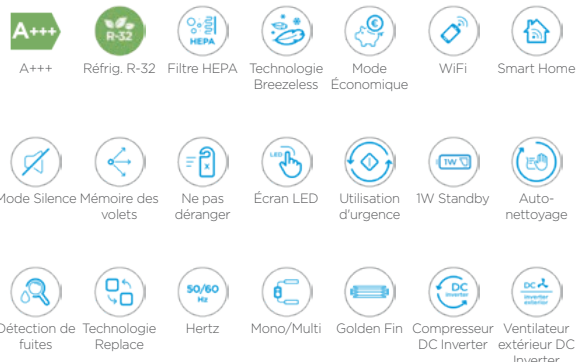 A+++
R-32
HEPA
A+++
Réfrig. R-32
Filtre HEPA
Technologie
Breezeless
Mode
Économique
WiFi
Smart Home
LED
1W
Mode Silence
Mémoire des
volets
Ne pas
déranger
Écran LED
Utilisation
d'urgence
1W Standby
Auto-
nettoyage
50/60
Hz
DC
Inverter
DC
Inverter
exterior
Détection de
fuites
Technologie
Replace
Hertz
Mono/Multi
Golden Fin
Compresseur
DC Inverter
Ventilateur
extérieur DC
Inverter